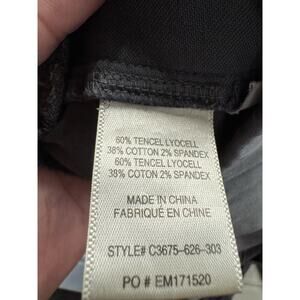 60% TENCEL LYOCELL
38% COTTON 2% SPANDEX
60% TENCEL LYOCELL
38% COTTON 2% SPANDEX
MADE IN CHINA
FABRIQUÉ EN CHINE
STYLE# C3675-626-303
PO # EM171520